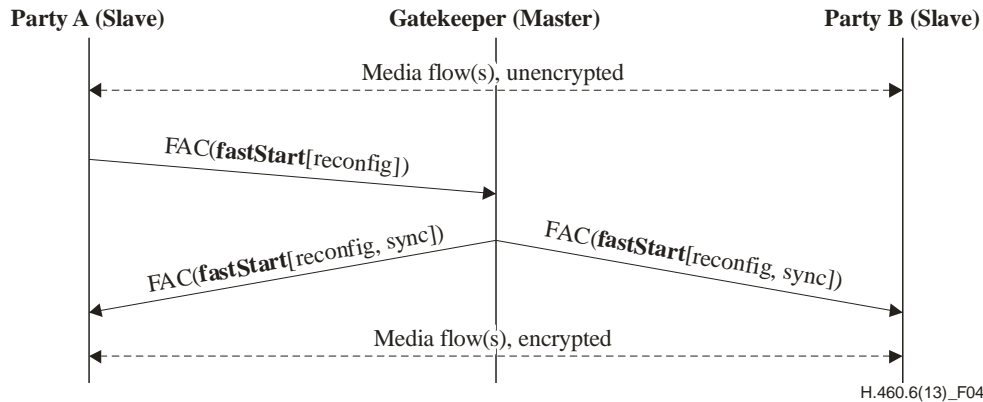 Party A (Slave) Gatekeeper (Master) Party B (Slave)
Media flow(s), unencrypted
FAC(fastStart[reconfig])
FAC(fastStart[reconfig, sync]) FAC(fastStart[reconfig, sync])
Media flow(s), encrypted
H.460.6(13)_F04